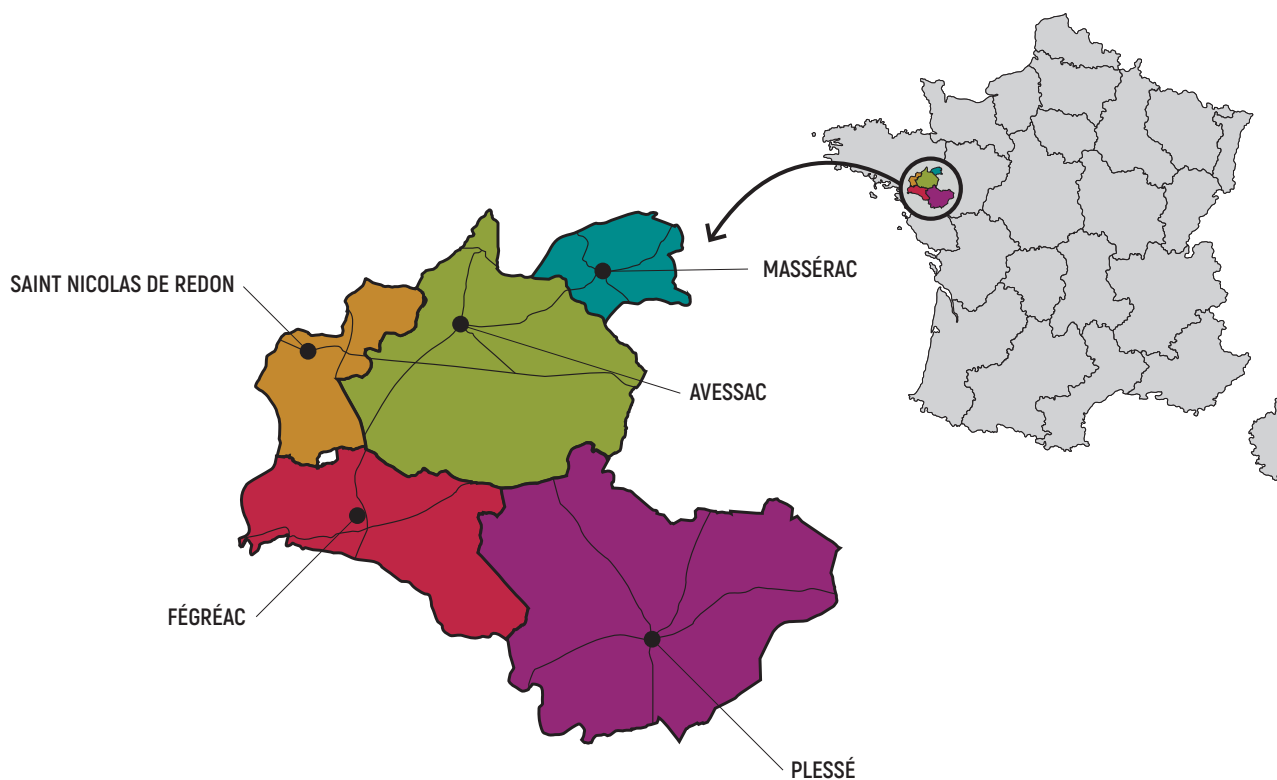 MASSÉRAC
SAINT NICOLAS DE REDON
AVESSAC
FÉGRÉAC
PLESSÉ